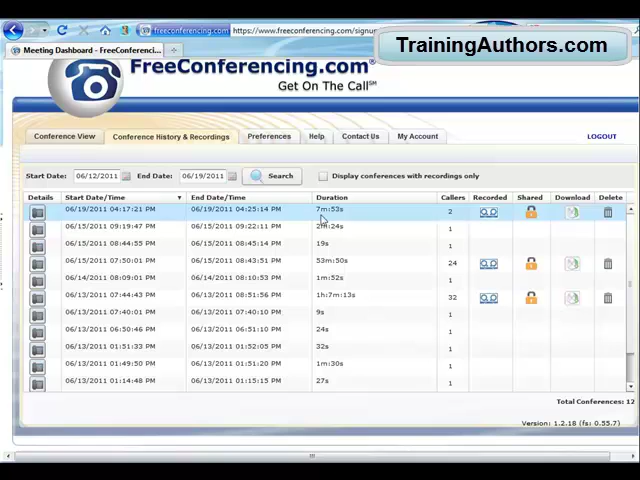 freeconferencing.com https://www.freeconferencing.com/signup
TrainingAuthors.com
Meeting Dashboard - FreeConferenci...
FreeConferencing.com®
Get On The Call℠
Conference View Conference History & Recordings Preferences Help Contact Us My Account LOGOUT
Start Date: 06/12/2011 End Date: 06/19/2011 Search Display conferences with recordings only
Details Start Date/Time End Date/Time Duration Callers Recorded Shared Download Delete
06/19/2011 04:17:21 PM 06/19/2011 04:25:14 PM 7m:53s 2
06/15/2011 09:19:47 PM 06/15/2011 09:22:11 PM 2m:24s 1
06/15/2011 08:44:55 PM 06/15/2011 08:45:14 PM 19s 1
06/15/2011 07:50:01 PM 06/15/2011 08:43:51 PM 53m:50s 24
06/14/2011 08:09:01 PM 06/14/2011 08:10:53 PM 1m:52s 1
06/13/2011 07:44:43 PM 06/13/2011 08:51:56 PM 1h:7m:13s 32
06/13/2011 07:40:01 PM 06/13/2011 07:40:10 PM 9s 1
06/13/2011 06:50:46 PM 06/13/2011 06:51:10 PM 24s 1
06/13/2011 01:51:33 PM 06/13/2011 01:52:05 PM 32s 1
06/13/2011 01:49:50 PM 06/13/2011 01:51:20 PM 1m:30s 1
06/13/2011 01:14:48 PM 06/13/2011 01:15:15 PM 27s 1
Total Conferences: 12
Version: 1.2.18 (fs: 0.55.7)